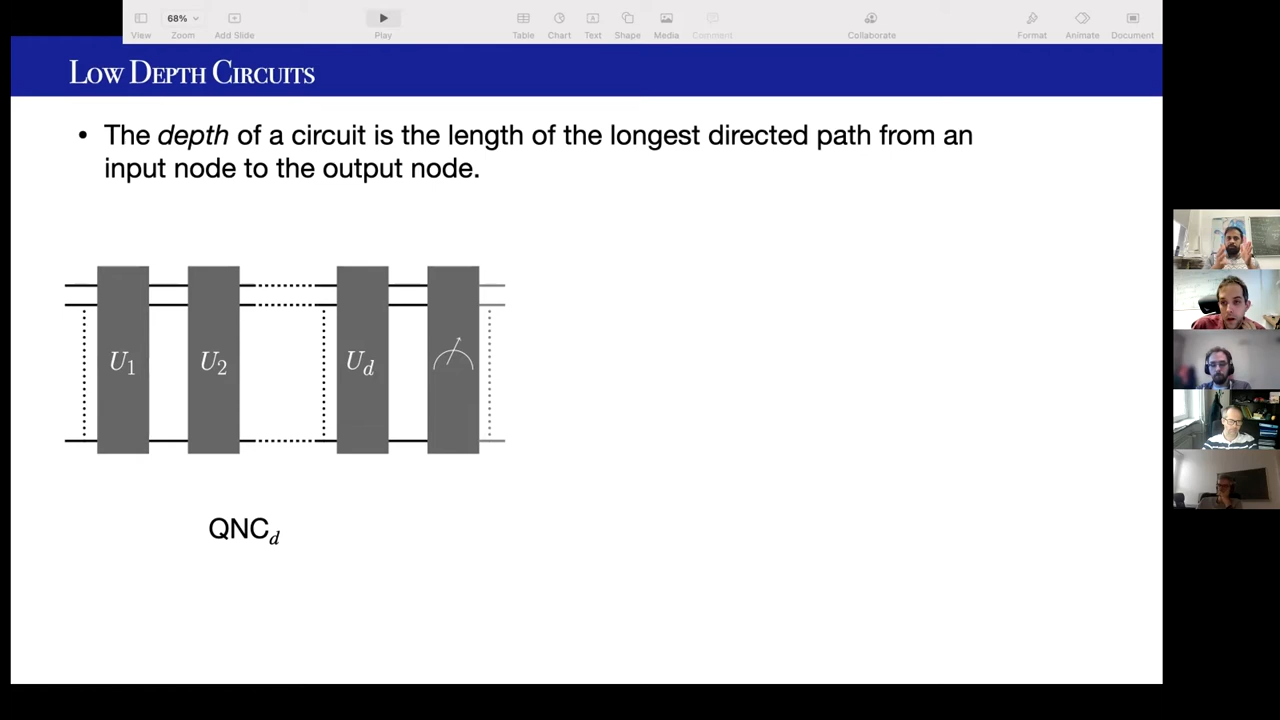 68%
View
Zoom
Add Slide
Play
Table
Chart
Text
Shape
Media
Comment
Collaborate
Format
Animate
Document
LOW DEPTH CIRCUITS
• The depth of a circuit is the length of the longest directed path from an
input node to the output node.
U₁ U₂ U_d
QNC_d